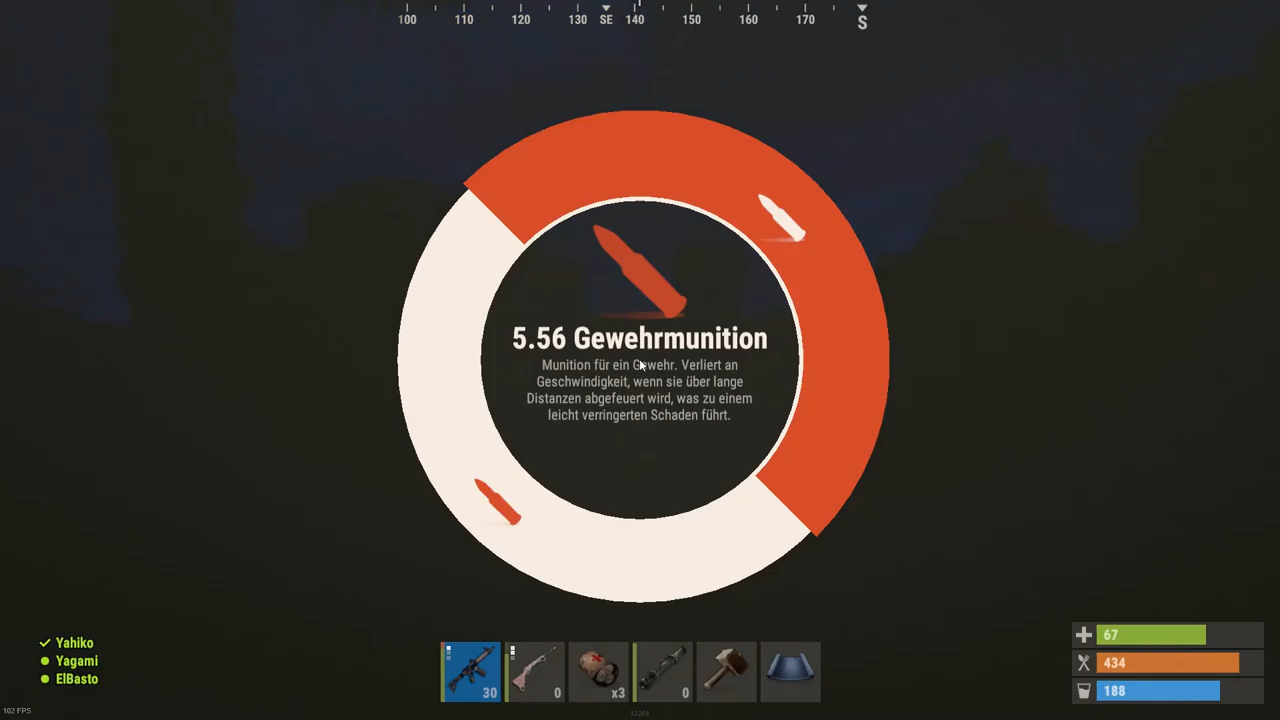 100 110 120 130 SE 140 150 160 170 S
5.56 Gewehrmunition
Munition für ein Gewehr. Verliert an
Geschwindigkeit, wenn sie über lange
Distanzen abgefeuert wird, was zu einem
leicht verringerten Schaden führt.
Yahiko
Yagami
ElBasto
30 0 x3 0
67
434
188
102 FPS